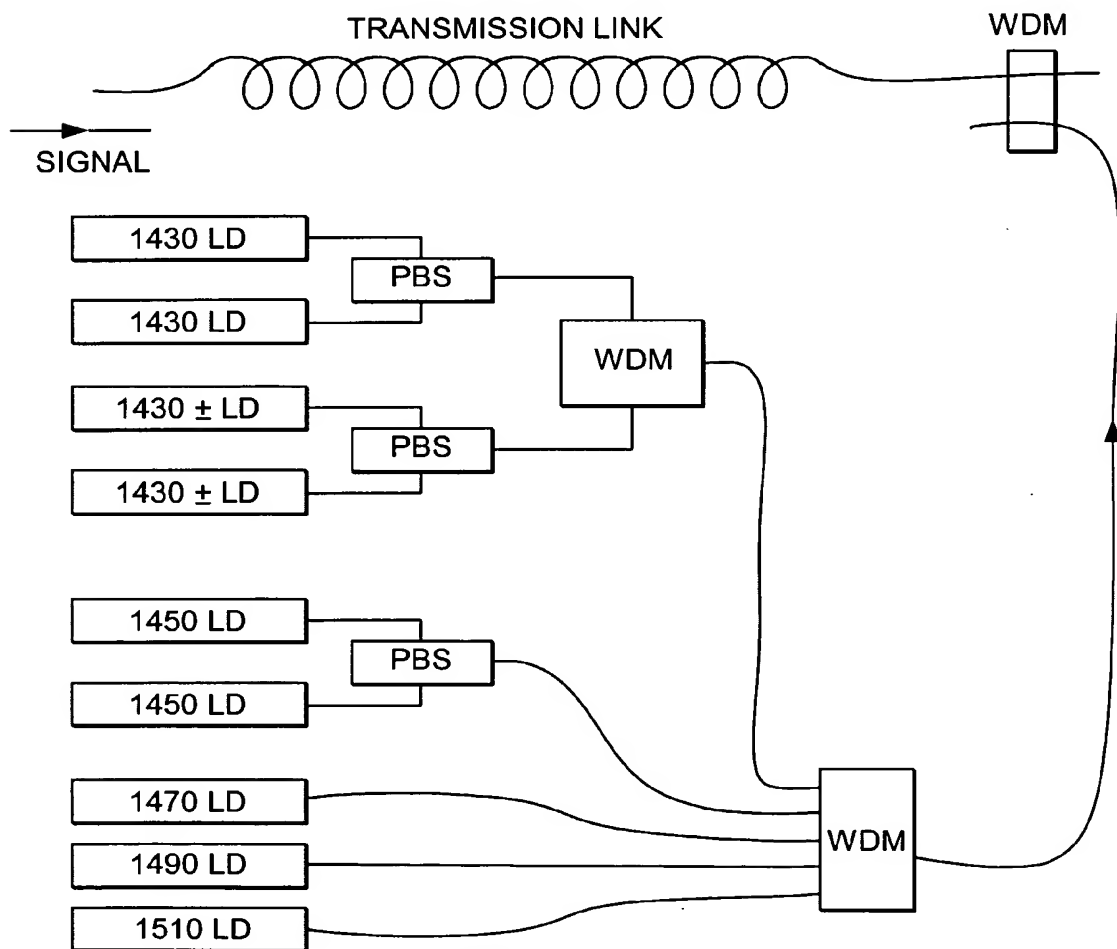 TRANSMISSION LINK
WDM
SIGNAL
1430 LD
PBS
1430 LD
WDM
1430 ± LD
PBS
1430 ± LD
1450 LD
PBS
1450 LD
1470 LD
WDM
1490 LD
1510 LD